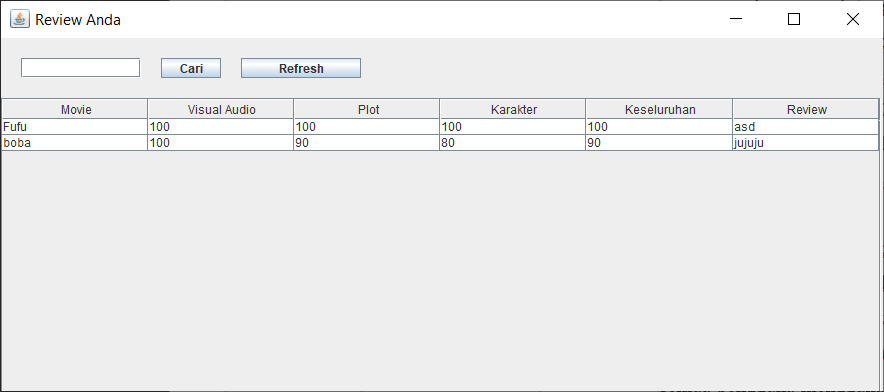 Review Anda
Cari Refresh
Movie Visual Audio Plot Karakter Keseluruhan Review
Fufu 100 100 100 100 asd
boba 100 90 80 90 jujuju